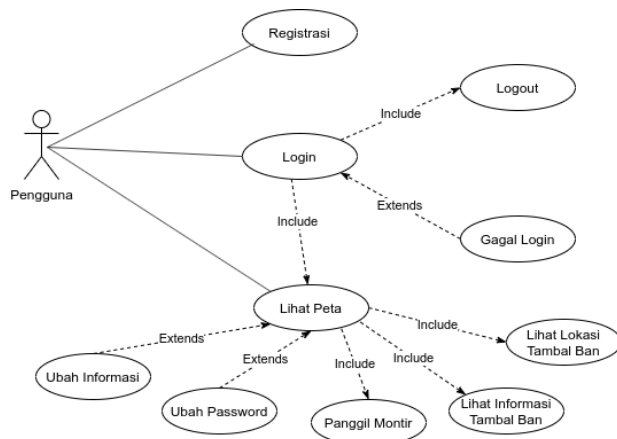 Registrasi
Logout
Include
Pengguna
Login
Extends
Include
Gagal Login
Lihat Peta
Include
Lihat Lokasi
Tambal Ban
Extends
Extends
Include
Include
Ubah Informasi
Ubah Password
Panggil Montir
Lihat Informasi
Tambal Ban